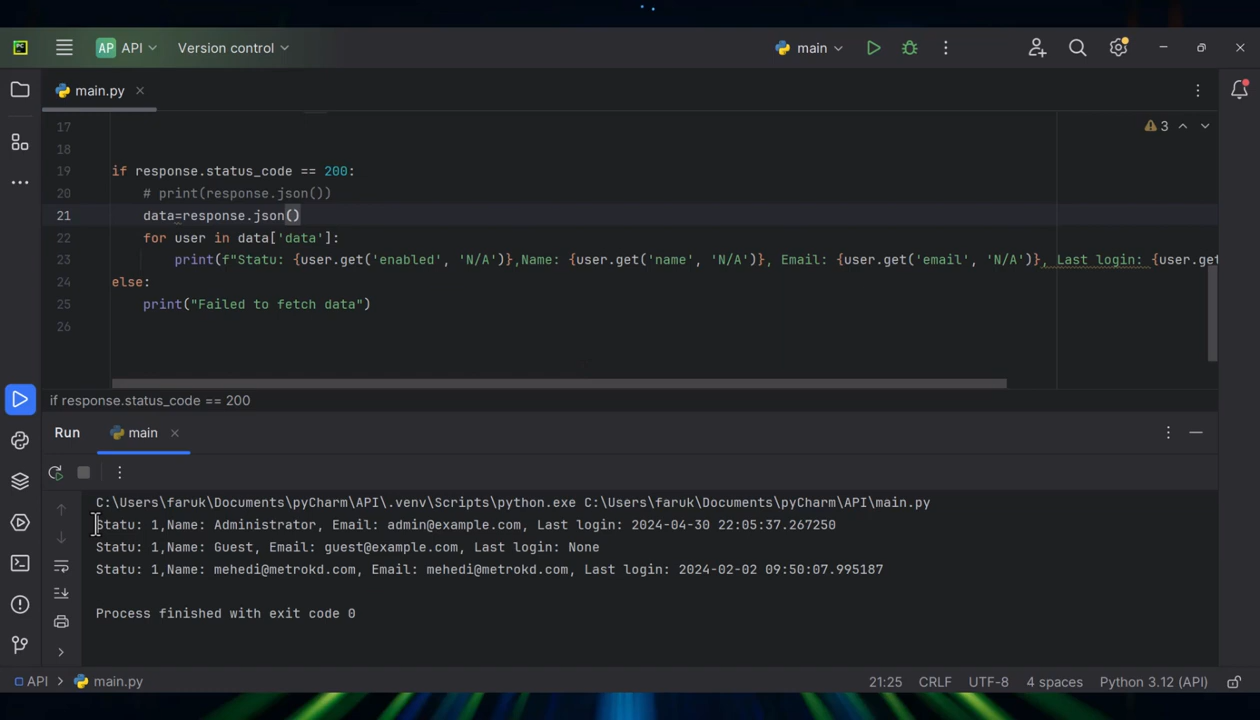 PC
AP API Version control main
main.py
3
17
18
19 if response.status_code == 200:
20 # print(response.json())
21 data=response.json()
22 for user in data['data']:
23 print(f"Statu: {user.get('enabled', 'N/A')},Name: {user.get('name', 'N/A')}, Email: {user.get('email', 'N/A')}, Last login: {user.get
24 else:
25 print("Failed to fetch data")
26
if response.status_code == 200
Run main
C:\Users\faruk\Documents\pyCharm\API\.venv\Scripts\python.exe C:\Users\faruk\Documents\pyCharm\API\main.py
Statu: 1,Name: Administrator, Email: admin@example.com, Last login: 2024-04-30 22:05:37.267250
Statu: 1,Name: Guest, Email: guest@example.com, Last login: None
Statu: 1,Name: mehedi@metrokd.com, Email: mehedi@metrokd.com, Last login: 2024-02-02 09:50:07.995187
Process finished with exit code 0
API > main.py 21:25 CRLF UTF-8 4 spaces Python 3.12 (API)